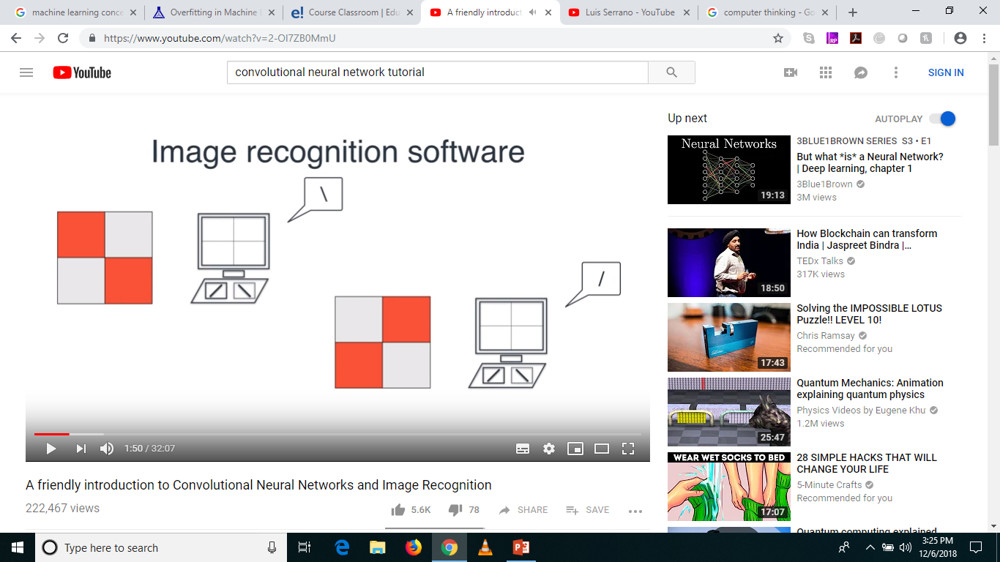 machine learning conce
Overfitting in Machine
Course Classroom | Edu
A friendly introduct
Luis Serrano - YouTube
computer thinking - Go
https://www.youtube.com/watch?v=2-OI7ZB0MmU
RP
YouTube
convolutional neural network tutorial
SIGN IN
Image recognition software
\
/
1:50 / 32:07
A friendly introduction to Convolutional Neural Networks and Image Recognition
222,467 views
5.6K
78
SHARE
SAVE
Up next
AUTOPLAY
Neural Networks
19:13
3BLUE1BROWN SERIES S3 • E1
But what *is* a Neural Network?
| Deep learning, chapter 1
3Blue1Brown
3M views
18:50
How Blockchain can transform
India | Jaspreet Bindra |...
TEDx Talks
317K views
17:43
Solving the IMPOSSIBLE LOTUS
Puzzle!! LEVEL 10!
Chris Ramsay
Recommended for you
25:47
Quantum Mechanics: Animation
explaining quantum physics
Physics Videos by Eugene Khu
1.2M views
WEAR WET SOCKS TO BED
17:07
28 SIMPLE HACKS THAT WILL
CHANGE YOUR LIFE
5-Minute Crafts
Recommended for you
Quantum computing explained
Type here to search
3:25 PM
12/6/2018